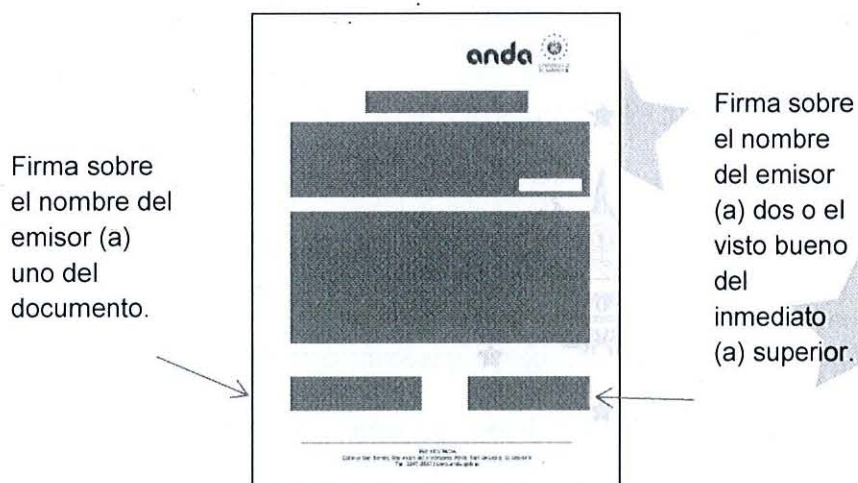 anda
Firma sobre
el nombre del
emisor (a)
uno del
documento.
Firma sobre
el nombre
del emisor
(a) dos o el
visto bueno
del
inmediato
(a) superior.